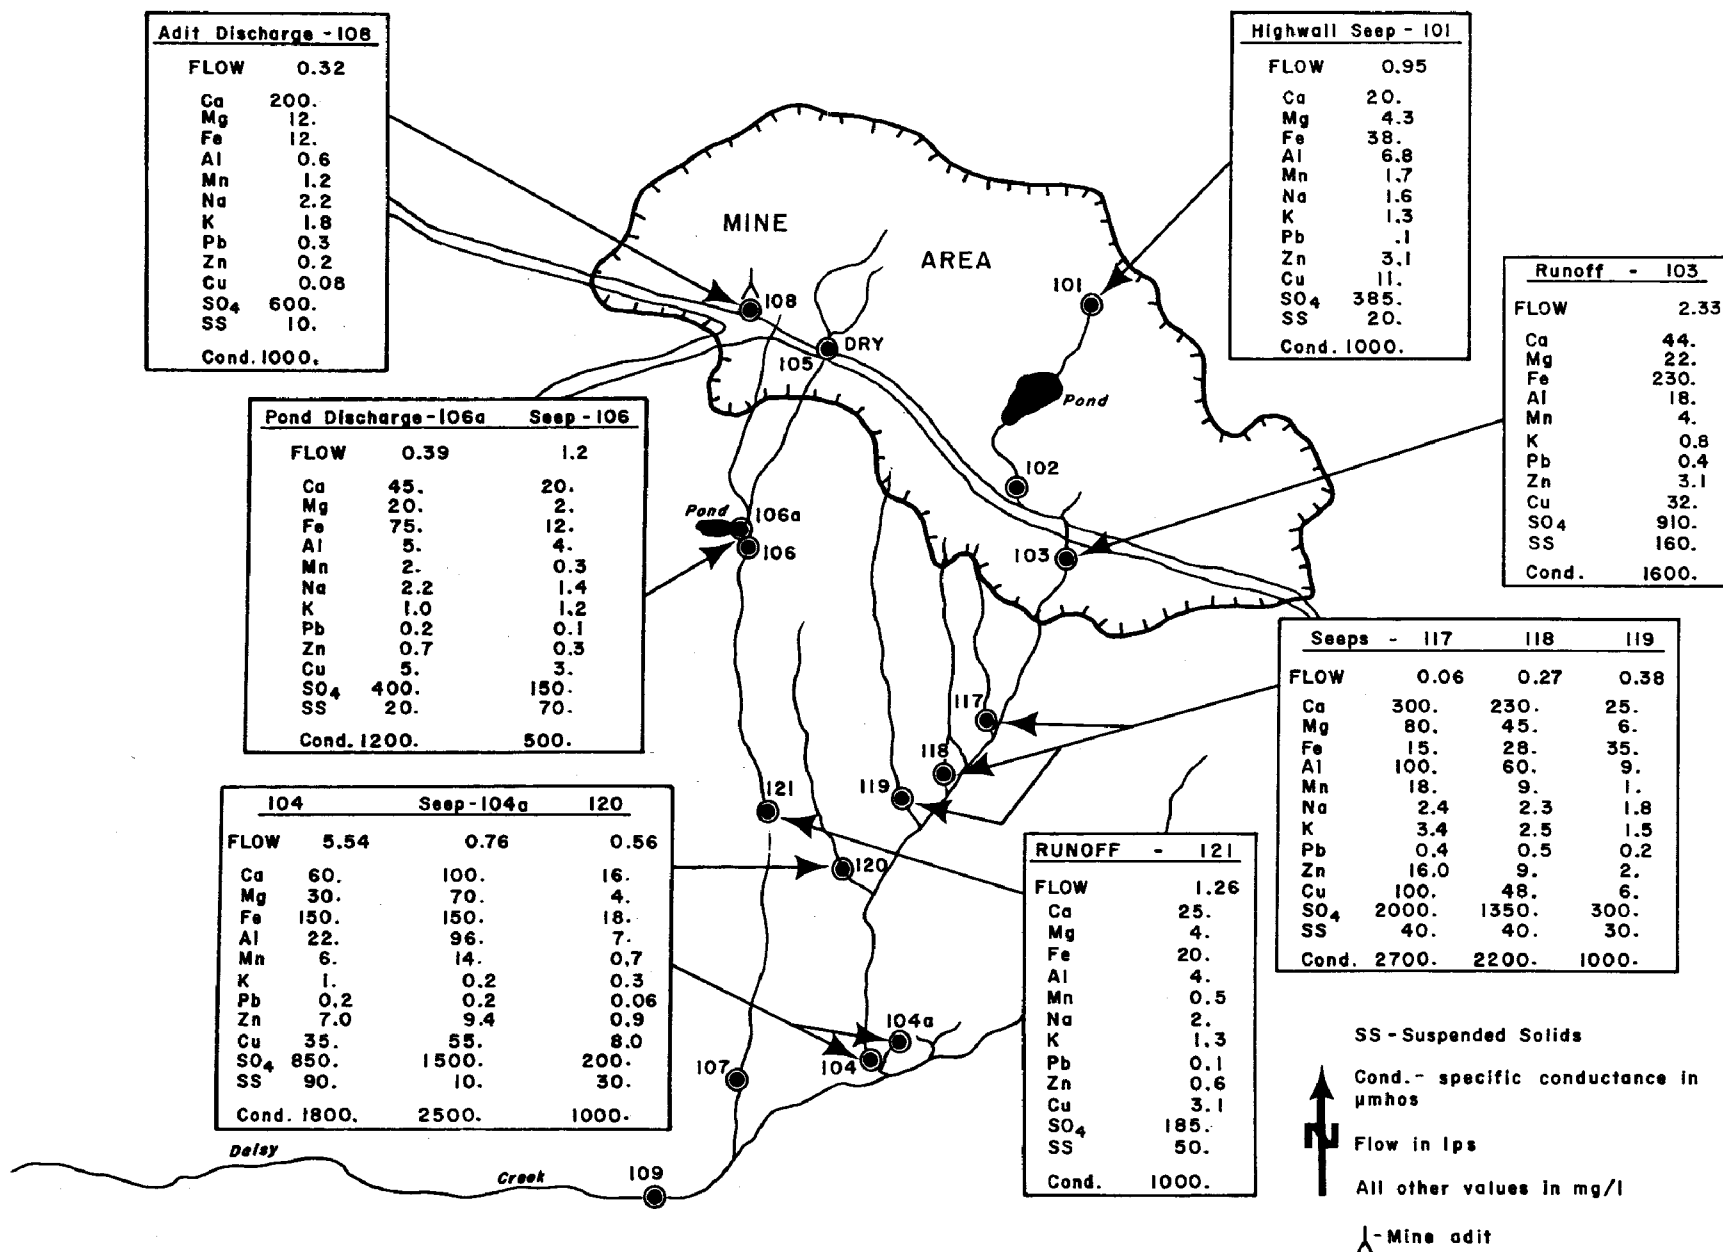 Adit Discharge - 108
FLOW 0.32
Ca 200.
Mg 12.
Fe 12.
Al 0.6
Mn 1.2
Na 2.2
K 1.8
Pb 0.3
Zn 0.2
Cu 0.08
SO4 600.
SS 10.
Cond. 1000.
Highwall Seep - 101
FLOW 0.95
Ca 20.
Mg 4.3
Fe 38.
Al 6.8
Mn 1.7
Na 1.6
K 1.3
Pb .1
Zn 3.1
Cu 11.
SO4 385.
SS 20.
Cond. 1000.
Runoff - 103
FLOW 2.33
Ca 44.
Mg 22.
Fe 230.
Al 18.
Mn 4.
K 0.8
Pb 0.4
Zn 3.1
Cu 32.
SO4 910.
SS 160.
Cond. 1600.
MINE
AREA
108
101
DRY
105
Pond
102
103
Pond
106a
106
Pond Discharge-106a Seep-106
FLOW 0.39 1.2
Ca 45. 20.
Mg 20. 2.
Fe 75. 12.
Al 5. 4.
Mn 2. 0.3
Na 2.2 1.4
K 1.0 1.2
Pb 0.2 0.1
Zn 0.7 0.3
Cu 5. 3.
SO4 400. 150.
SS 20. 70.
Cond. 1200. 500.
Seeps - 117 118 119
FLOW 0.06 0.27 0.38
Ca 300. 230. 25.
Mg 80. 45. 6.
Fe 15. 28. 35.
Al 100. 60. 9.
Mn 18. 9. 1.
Na 2.4 2.3 1.8
K 3.4 2.5 1.5
Pb 0.4 0.5 0.2
Zn 16.0 9. 2.
Cu 100. 48. 6.
SO4 2000. 1350. 300.
SS 40. 40. 30.
Cond. 2700. 2200. 1000.
117
118
119
121
120
104 Seep-104a 120
FLOW 5.54 0.76 0.56
Ca 60. 100. 16.
Mg 30. 70. 4.
Fe 150. 150. 18.
Al 22. 96. 7.
Mn 6. 14. 0.7
K 1. 0.2 0.3
Pb 0.2 0.2 0.06
Zn 7.0 9.4 0.9
Cu 35. 55. 8.0
SO4 850. 1500. 200.
SS 90. 10. 30.
Cond. 1800. 2500. 1000.
RUNOFF - 121
FLOW 1.26
Ca 25.
Mg 4.
Fe 20.
Al 4.
Mn 0.5
Na 2.
K 1.3
Pb 0.1
Zn 0.6
Cu 3.1
SO4 185.
SS 50.
Cond. 1000.
104a
104
107
109
Daisy
Creek
SS - Suspended Solids
Cond. - specific conductance in
µmhos
N
Flow in lps
All other values in mg/l
- Mine adit